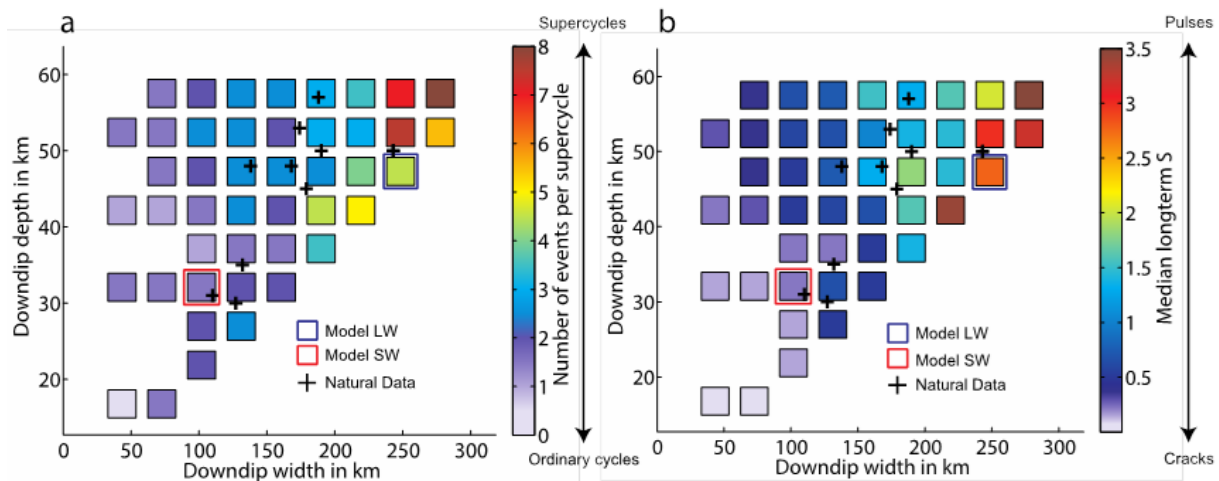 a
Supercycles
Downdip depth in km
60
50
40
30
20
0
50
100
150
200
250
300
Downdip width in km
Model LW
Model SW
Natural Data
8
7
6
5
4
3
2
1
0
Number of events per supercycle
Ordinary cycles
b
Pulses
Downdip depth in km
60
50
40
30
20
0
50
100
150
200
250
300
Downdip width in km
Model LW
Model SW
Natural Data
3.5
3
2.5
2
1.5
1
0.5
Median longterm S
Cracks